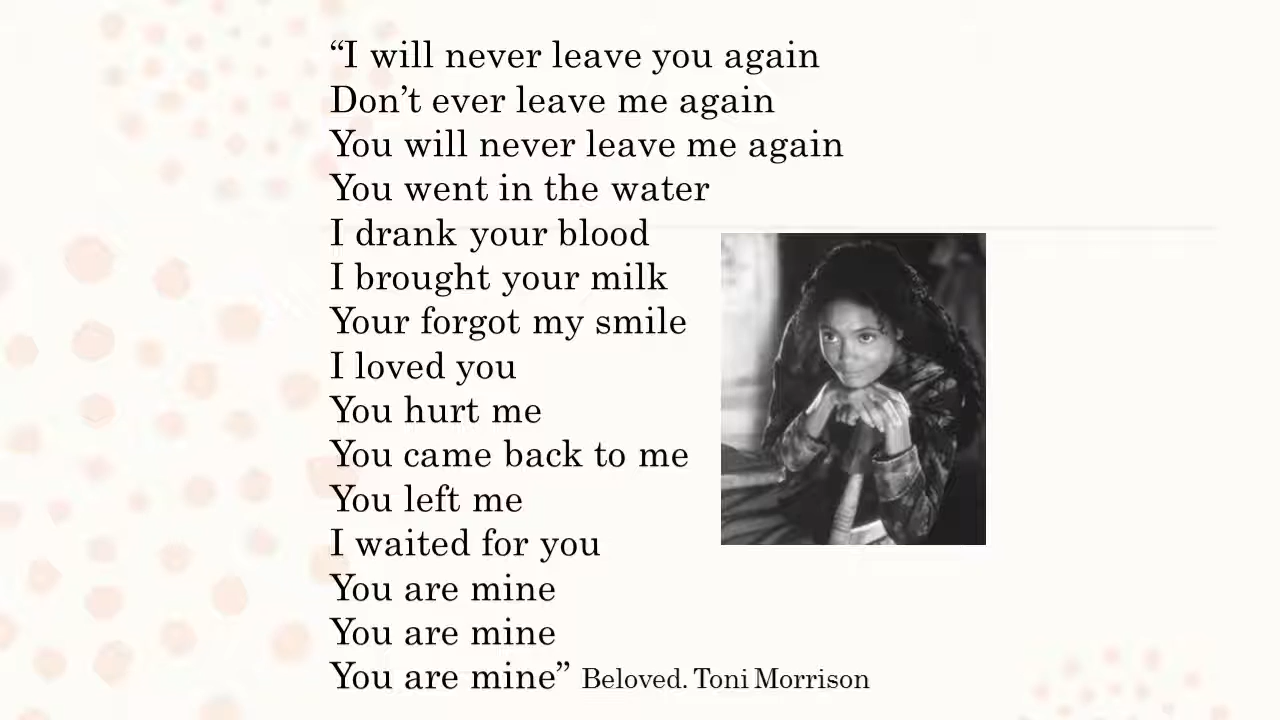 “I will never leave you again
Don’t ever leave me again
You will never leave me again
You went in the water
I drank your blood
I brought your milk
Your forgot my smile
I loved you
You hurt me
You came back to me
You left me
I waited for you
You are mine
You are mine
You are mine” Beloved. Toni Morrison